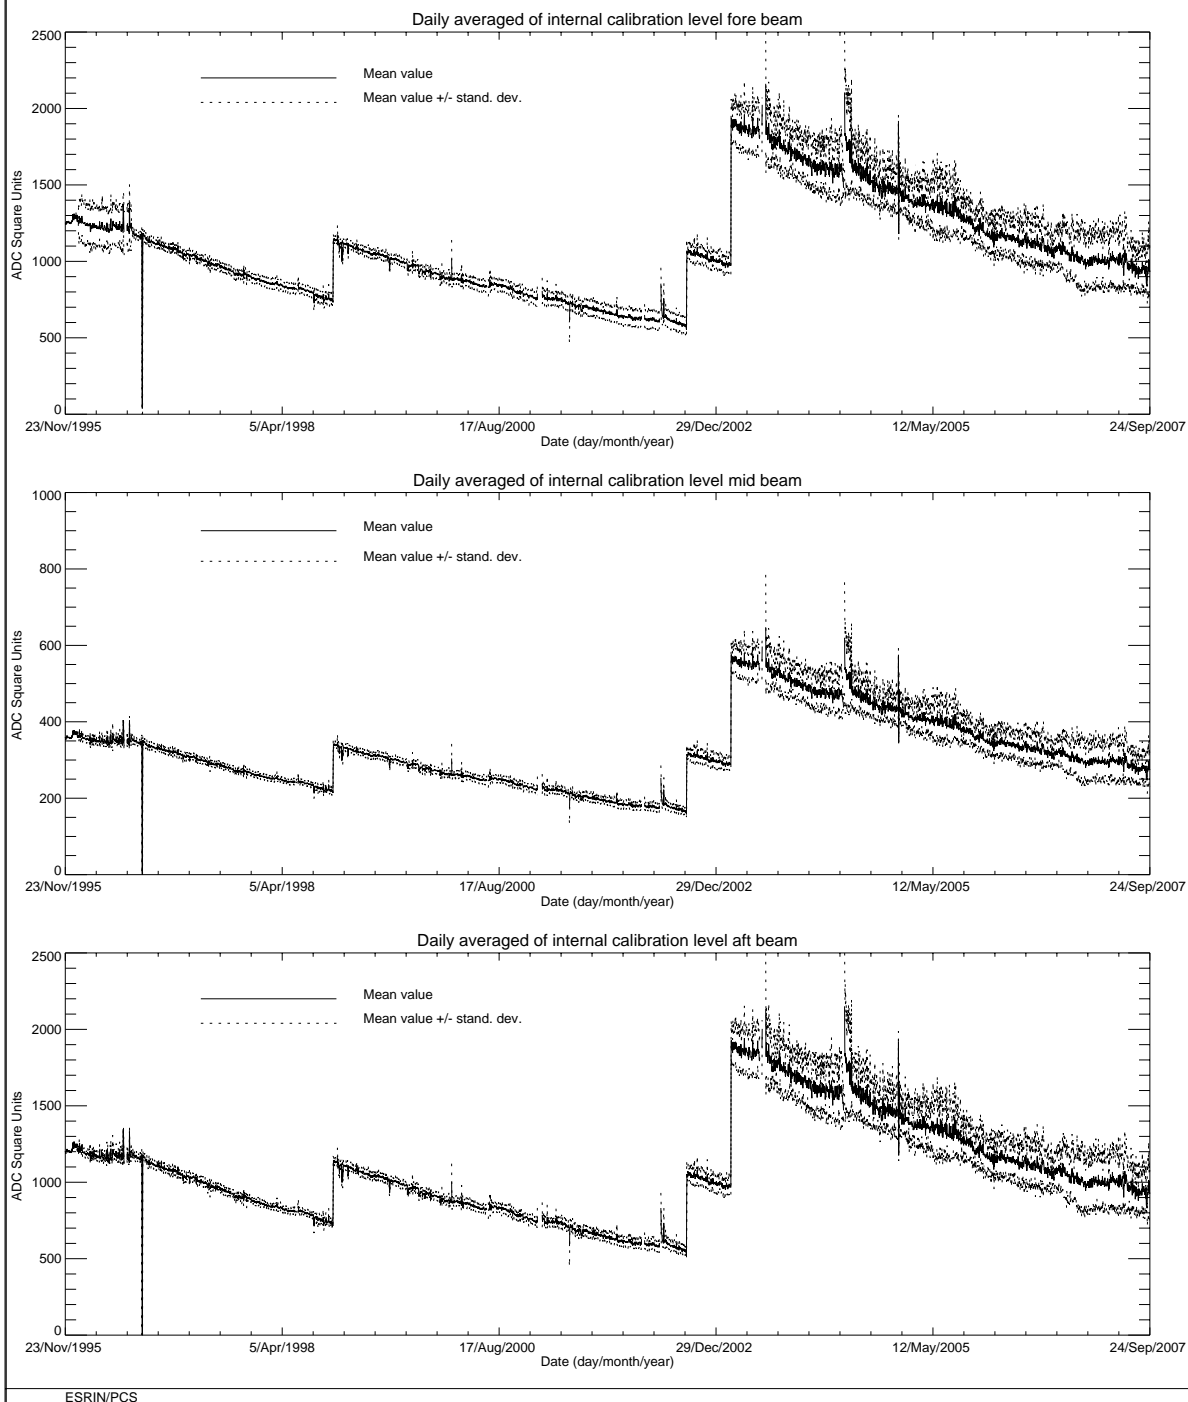 Daily averaged of internal calibration level fore beam
2500
2000
1500
1000
500
0
ADC Square Units
Mean value
Mean value +/- stand. dev.
23/Nov/1995 5/Apr/1998 17/Aug/2000 29/Dec/2002 12/May/2005 24/Sep/2007
Date (day/month/year)
Daily averaged of internal calibration level mid beam
1000
800
600
400
200
0
ADC Square Units
Mean value
Mean value +/- stand. dev.
23/Nov/1995 5/Apr/1998 17/Aug/2000 29/Dec/2002 12/May/2005 24/Sep/2007
Date (day/month/year)
Daily averaged of internal calibration level aft beam
2500
2000
1500
1000
500
0
ADC Square Units
Mean value
Mean value +/- stand. dev.
23/Nov/1995 5/Apr/1998 17/Aug/2000 29/Dec/2002 12/May/2005 24/Sep/2007
Date (day/month/year)
ESRIN/PCS